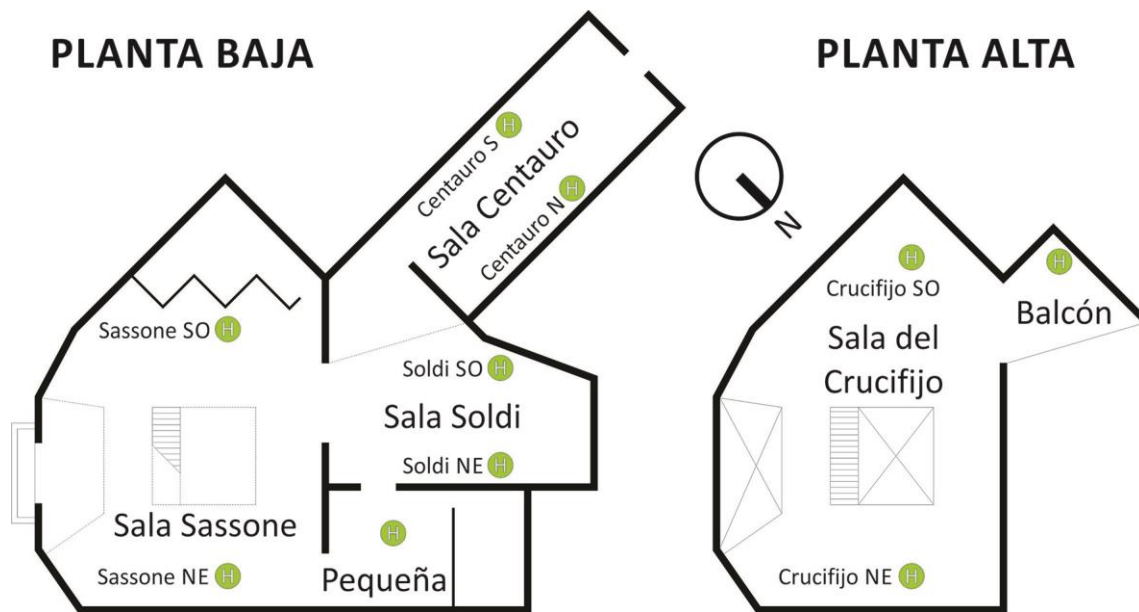 PLANTA BAJA
PLANTA ALTA
Centauro S H
Sala Centauro
Centauro N H
N
Sassone SO H
Soldi SO H
Sala Soldi
Soldi NE H
Sala Sassone
Sassone NE H
H
Pequeña
H
Crucifijo SO
H
Balcón
Sala del
Crucifijo
Crucifijo NE H